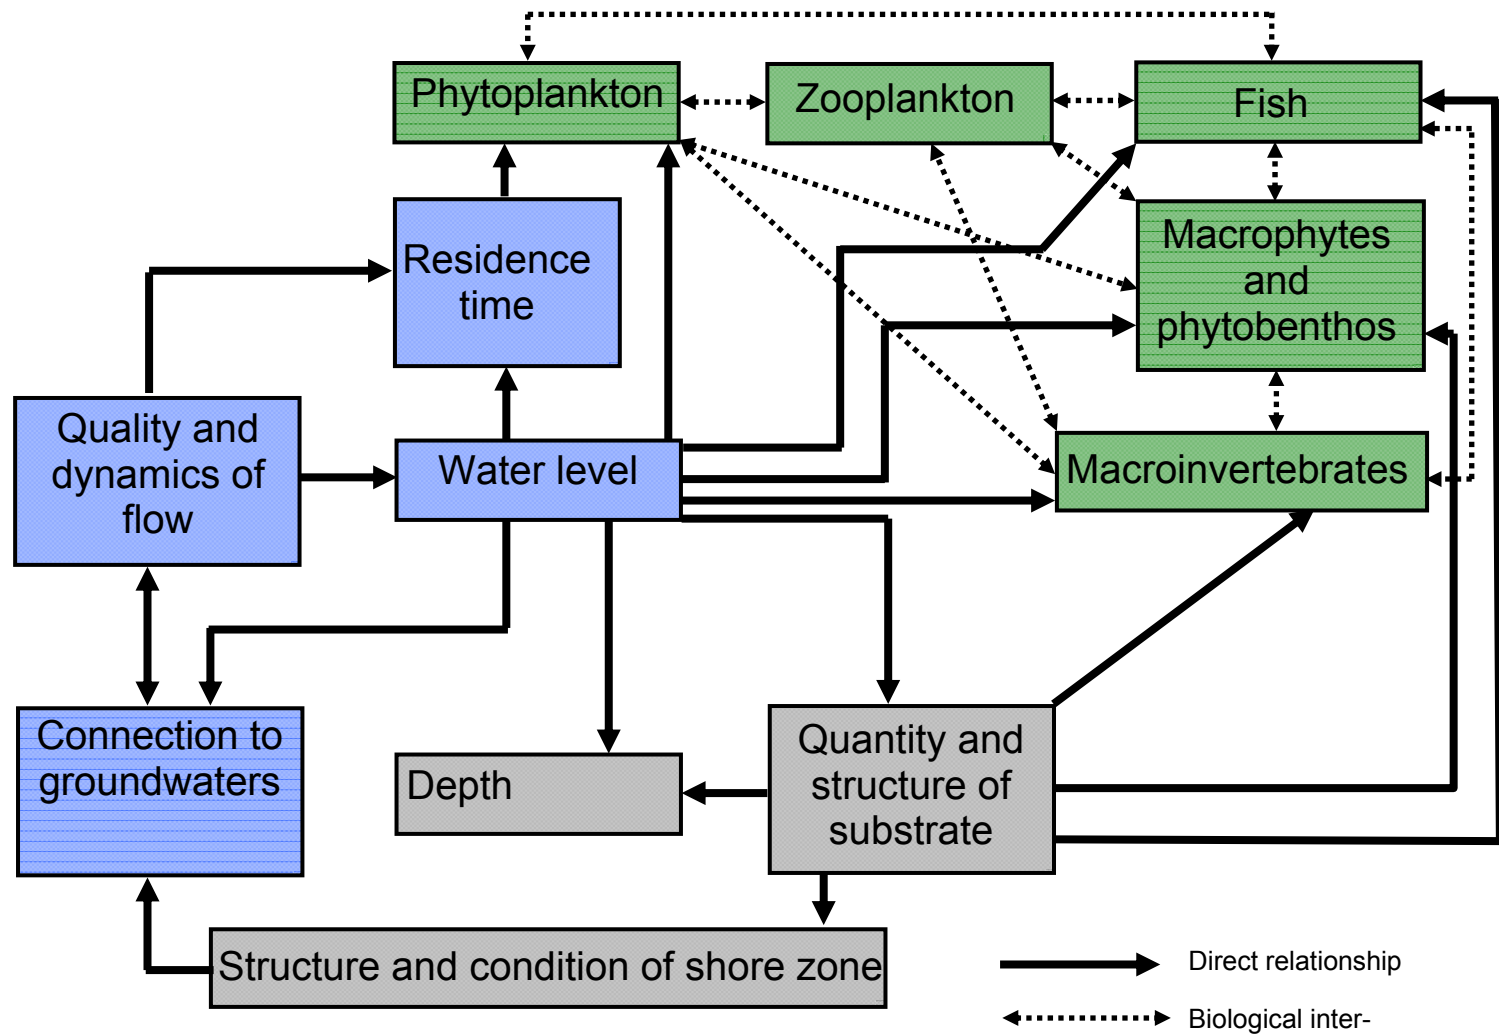 Phytoplankton
Zooplankton
Fish
Residence
time
Macrophytes
and
phytobenthos
Quality and
dynamics of
flow
Water level
Macroinvertebrates
Connection to
groundwaters
Depth
Quantity and
structure of
substrate
Structure and condition of shore zone
Direct relationship
Biological inter-